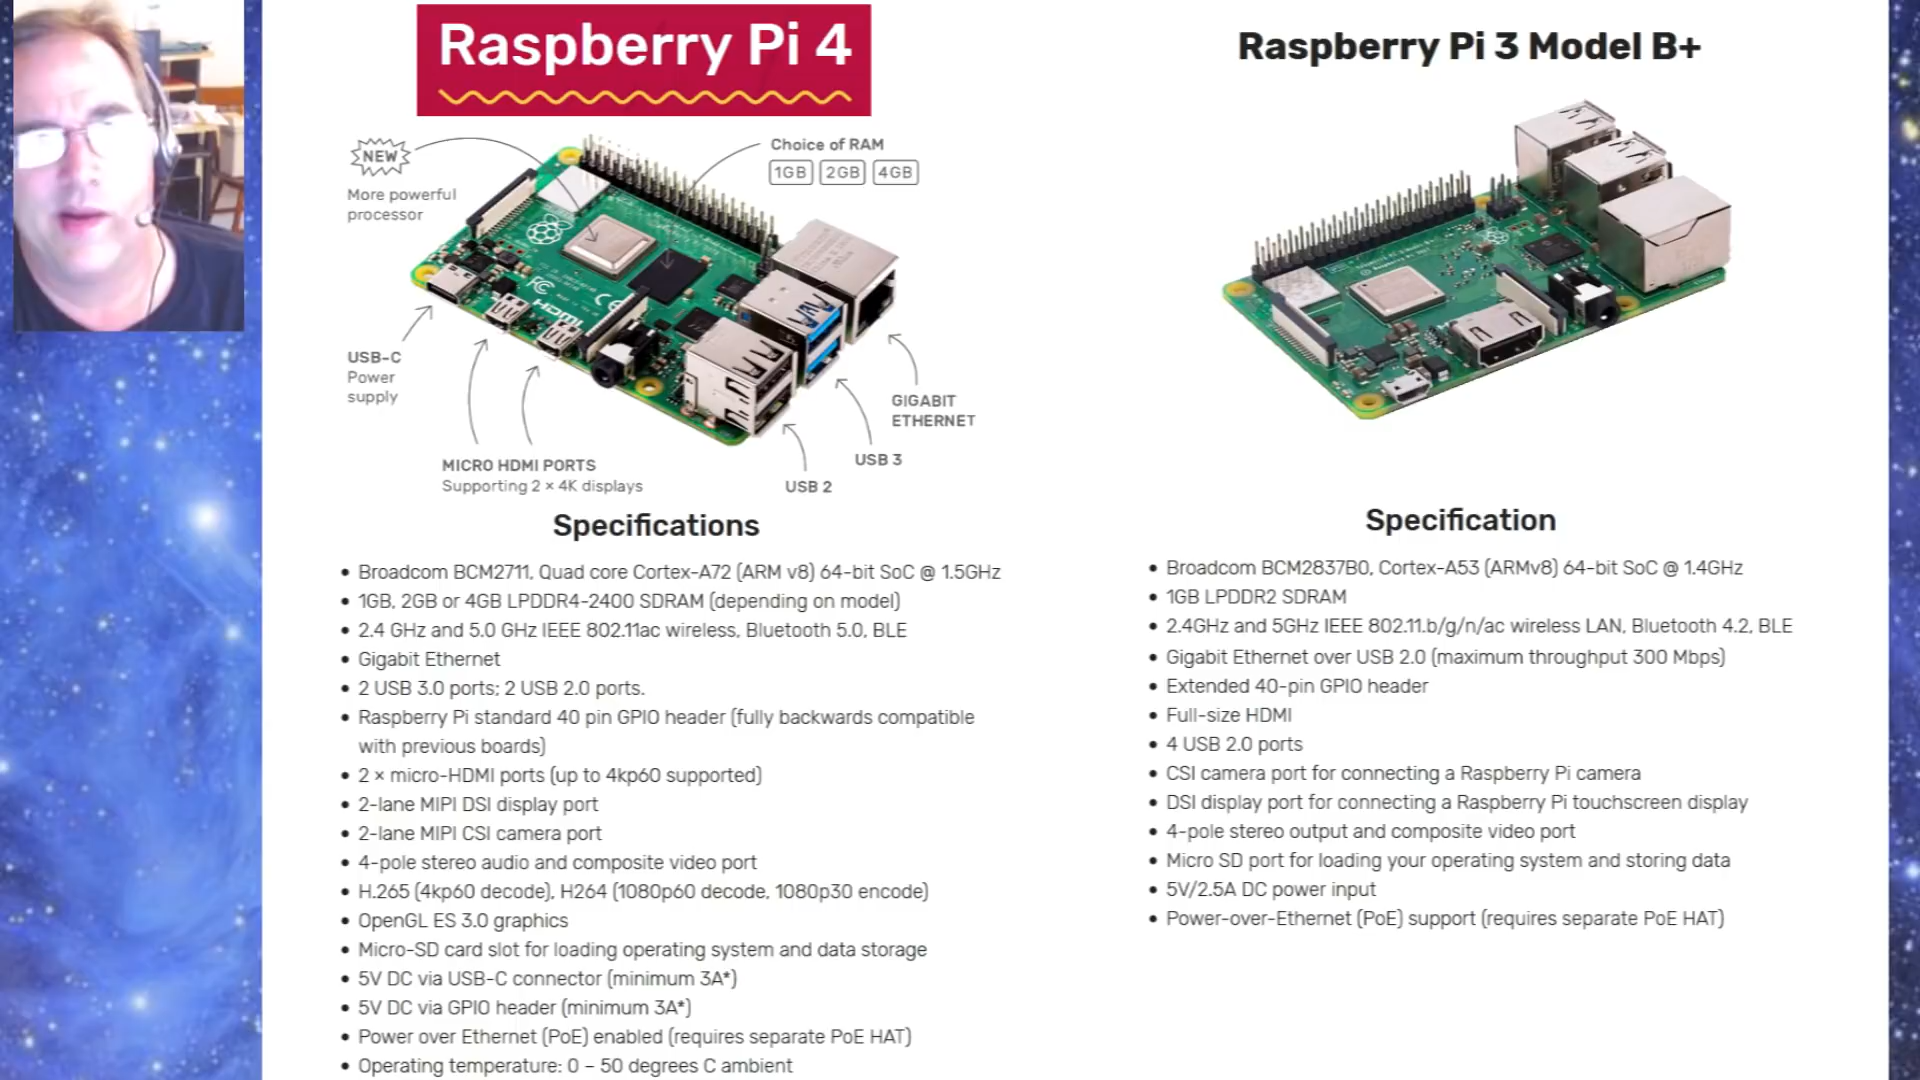 Raspberry Pi 4
NEW
More powerful
processor
Choice of RAM
1GB 2GB 4GB
USB-C
Power
supply
MICRO HDMI PORTS
Supporting 2 × 4K displays
USB 2
USB 3
GIGABIT
ETHERNET
HDMI
FC CE
Specifications
• Broadcom BCM2711, Quad core Cortex-A72 (ARM v8) 64-bit SoC @ 1.5GHz
• 1GB, 2GB or 4GB LPDDR4-2400 SDRAM (depending on model)
• 2.4 GHz and 5.0 GHz IEEE 802.11ac wireless, Bluetooth 5.0, BLE
• Gigabit Ethernet
• 2 USB 3.0 ports; 2 USB 2.0 ports.
• Raspberry Pi standard 40 pin GPIO header (fully backwards compatible
with previous boards)
• 2 × micro-HDMI ports (up to 4kp60 supported)
• 2-lane MIPI DSI display port
• 2-lane MIPI CSI camera port
• 4-pole stereo audio and composite video port
• H.265 (4kp60 decode), H264 (1080p60 decode, 1080p30 encode)
• OpenGL ES 3.0 graphics
• Micro-SD card slot for loading operating system and data storage
• 5V DC via USB-C connector (minimum 3A*)
• 5V DC via GPIO header (minimum 3A*)
• Power over Ethernet (PoE) enabled (requires separate PoE HAT)
• Operating temperature: 0 – 50 degrees C ambient
Raspberry Pi 3 Model B+
Specification
• Broadcom BCM2837B0, Cortex-A53 (ARMv8) 64-bit SoC @ 1.4GHz
• 1GB LPDDR2 SDRAM
• 2.4GHz and 5GHz IEEE 802.11.b/g/n/ac wireless LAN, Bluetooth 4.2, BLE
• Gigabit Ethernet over USB 2.0 (maximum throughput 300 Mbps)
• Extended 40-pin GPIO header
• Full-size HDMI
• 4 USB 2.0 ports
• CSI camera port for connecting a Raspberry Pi camera
• DSI display port for connecting a Raspberry Pi touchscreen display
• 4-pole stereo output and composite video port
• Micro SD port for loading your operating system and storing data
• 5V/2.5A DC power input
• Power-over-Ethernet (PoE) support (requires separate PoE HAT)